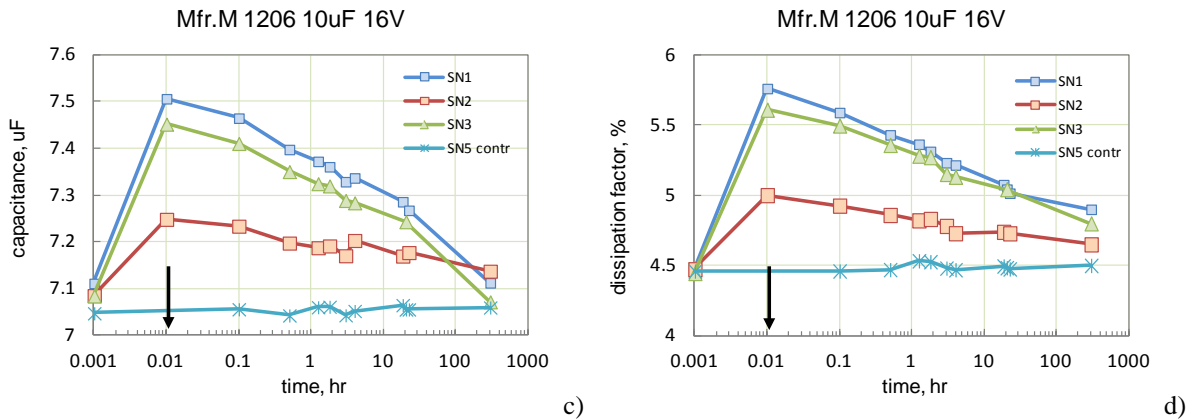 Mfr.M 1206 10uF 16V
7.6
7.5
7.4
7.3
7.2
7.1
7
capacitance, uF
SN1
SN2
SN3
SN5 contr
0.001 0.01 0.1 1 10 100 1000
time, hr
c)
Mfr.M 1206 10uF 16V
6
5.5
5
4.5
4
dissipation factor, %
SN1
SN2
SN3
SN5 contr
0.001 0.01 0.1 1 10 100 1000
time, hr
d)